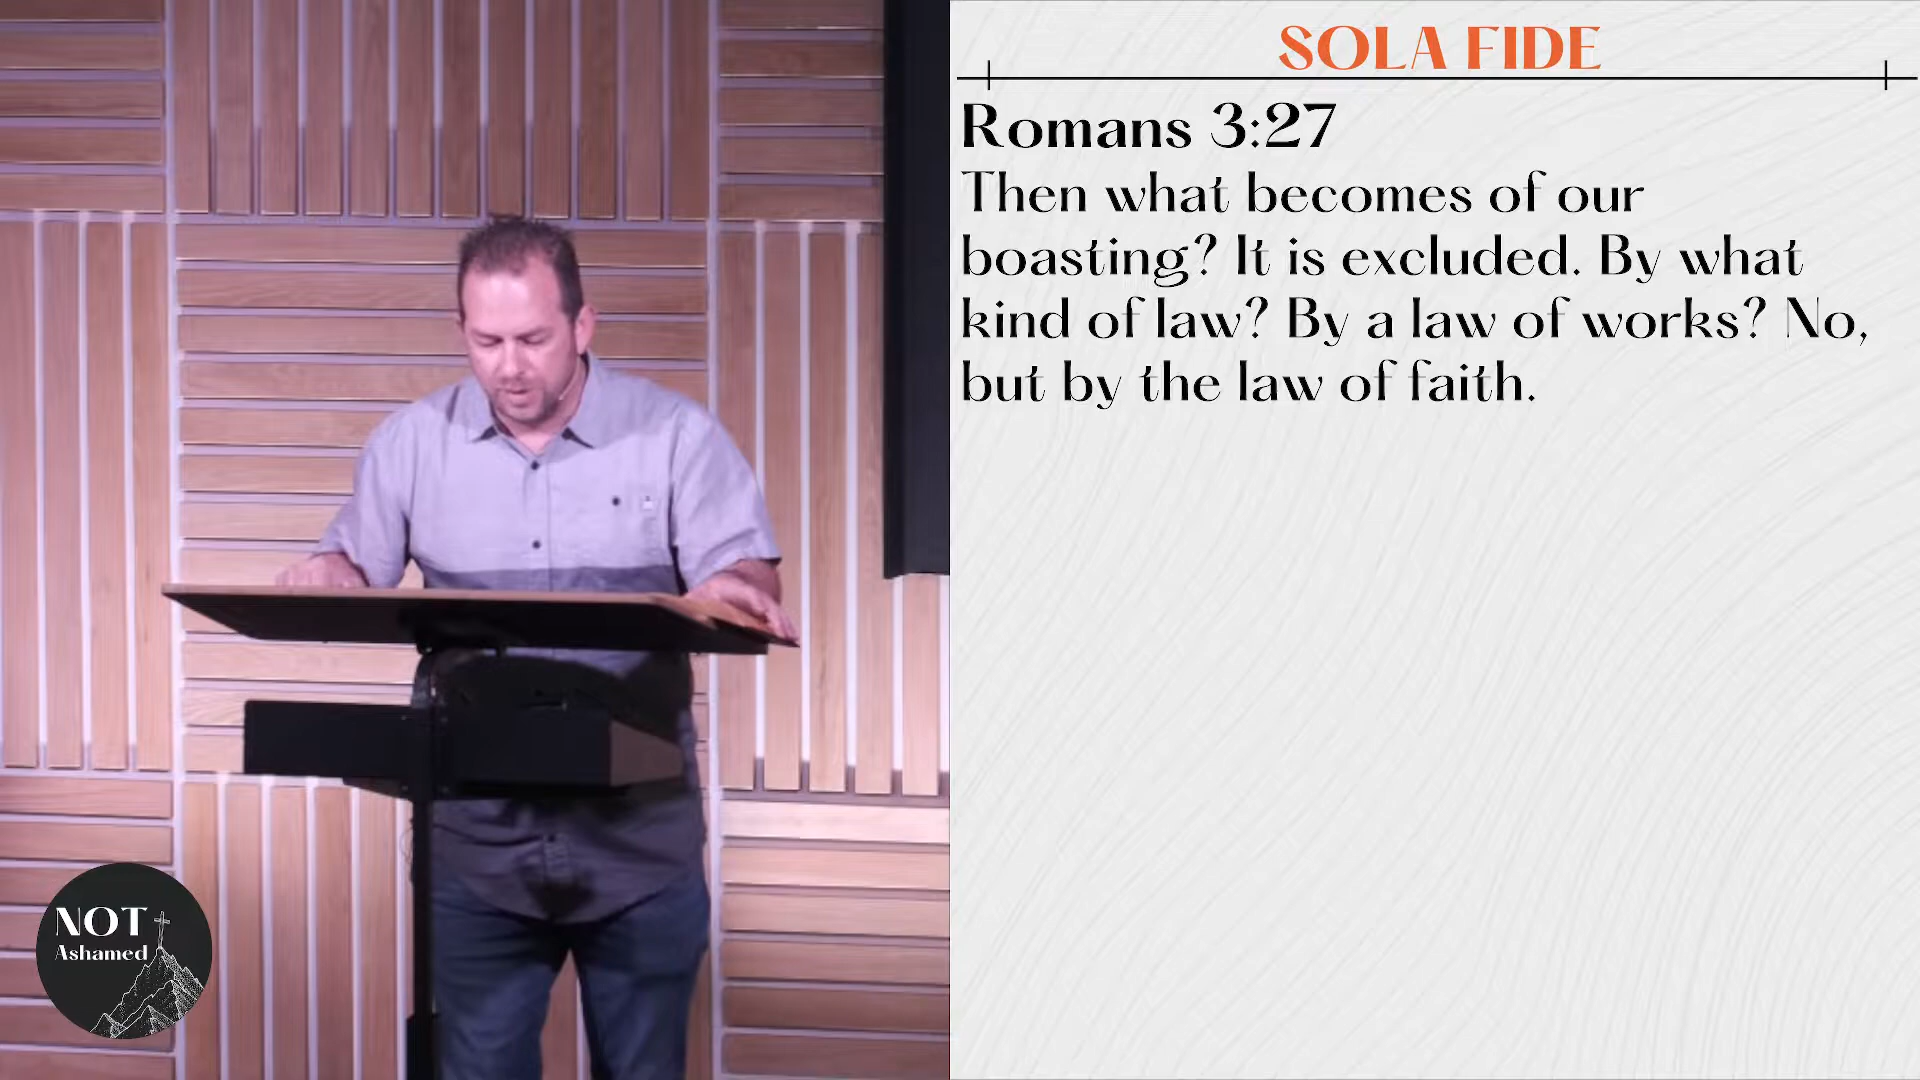 SOLA FIDE
Romans 3:27
Then what becomes of our
boasting? It is excluded. By what
kind of law? By a law of works? No,
but by the law of faith.
NOT
Ashamed